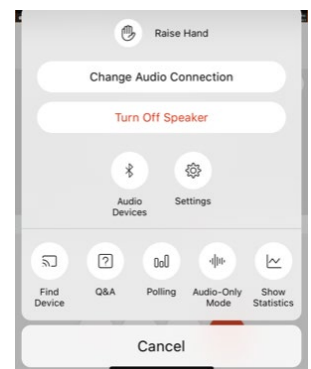 Raise Hand
Change Audio Connection
Turn Off Speaker
Audio
Devices
Settings
Find
Device
Q&A
Polling
Audio-Only
Mode
Show
Statistics
Cancel